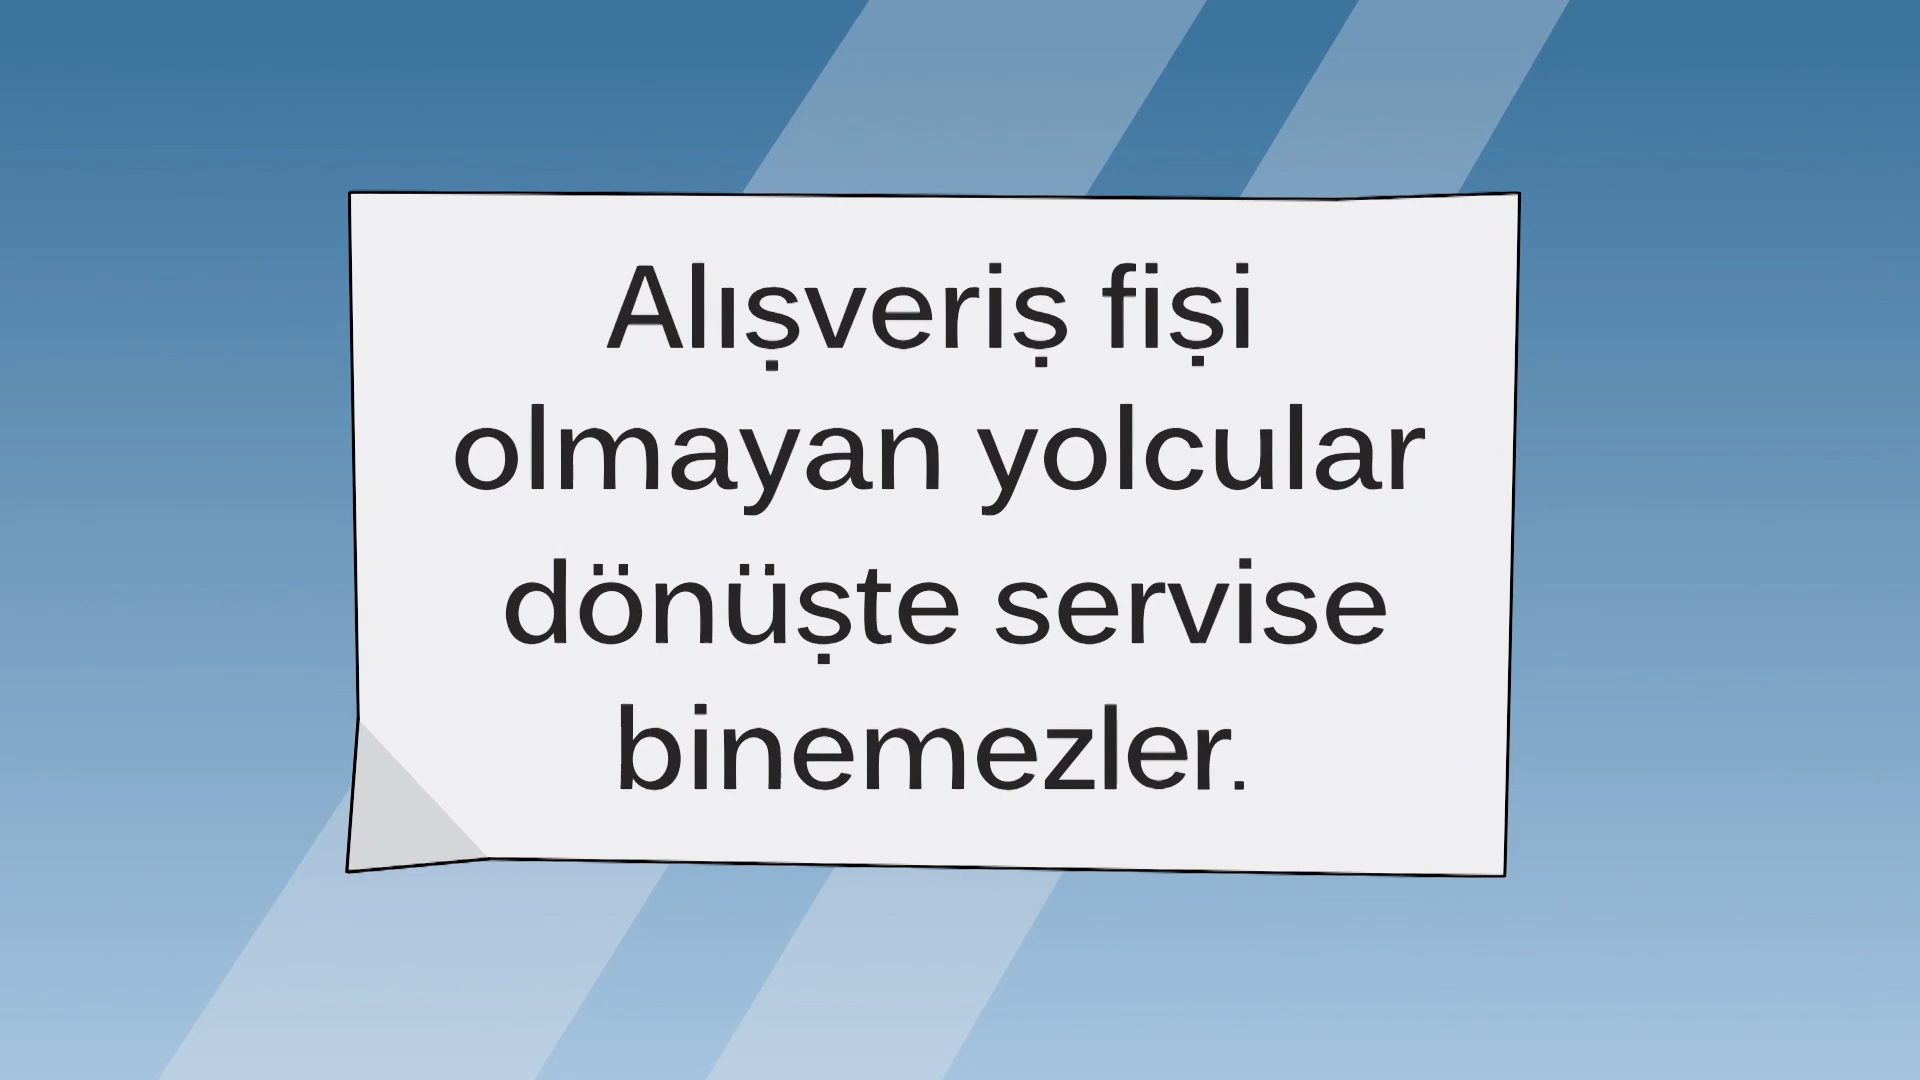 Alışveriş fişi
olmayan yolcular
dönüşte servise
binemezler.